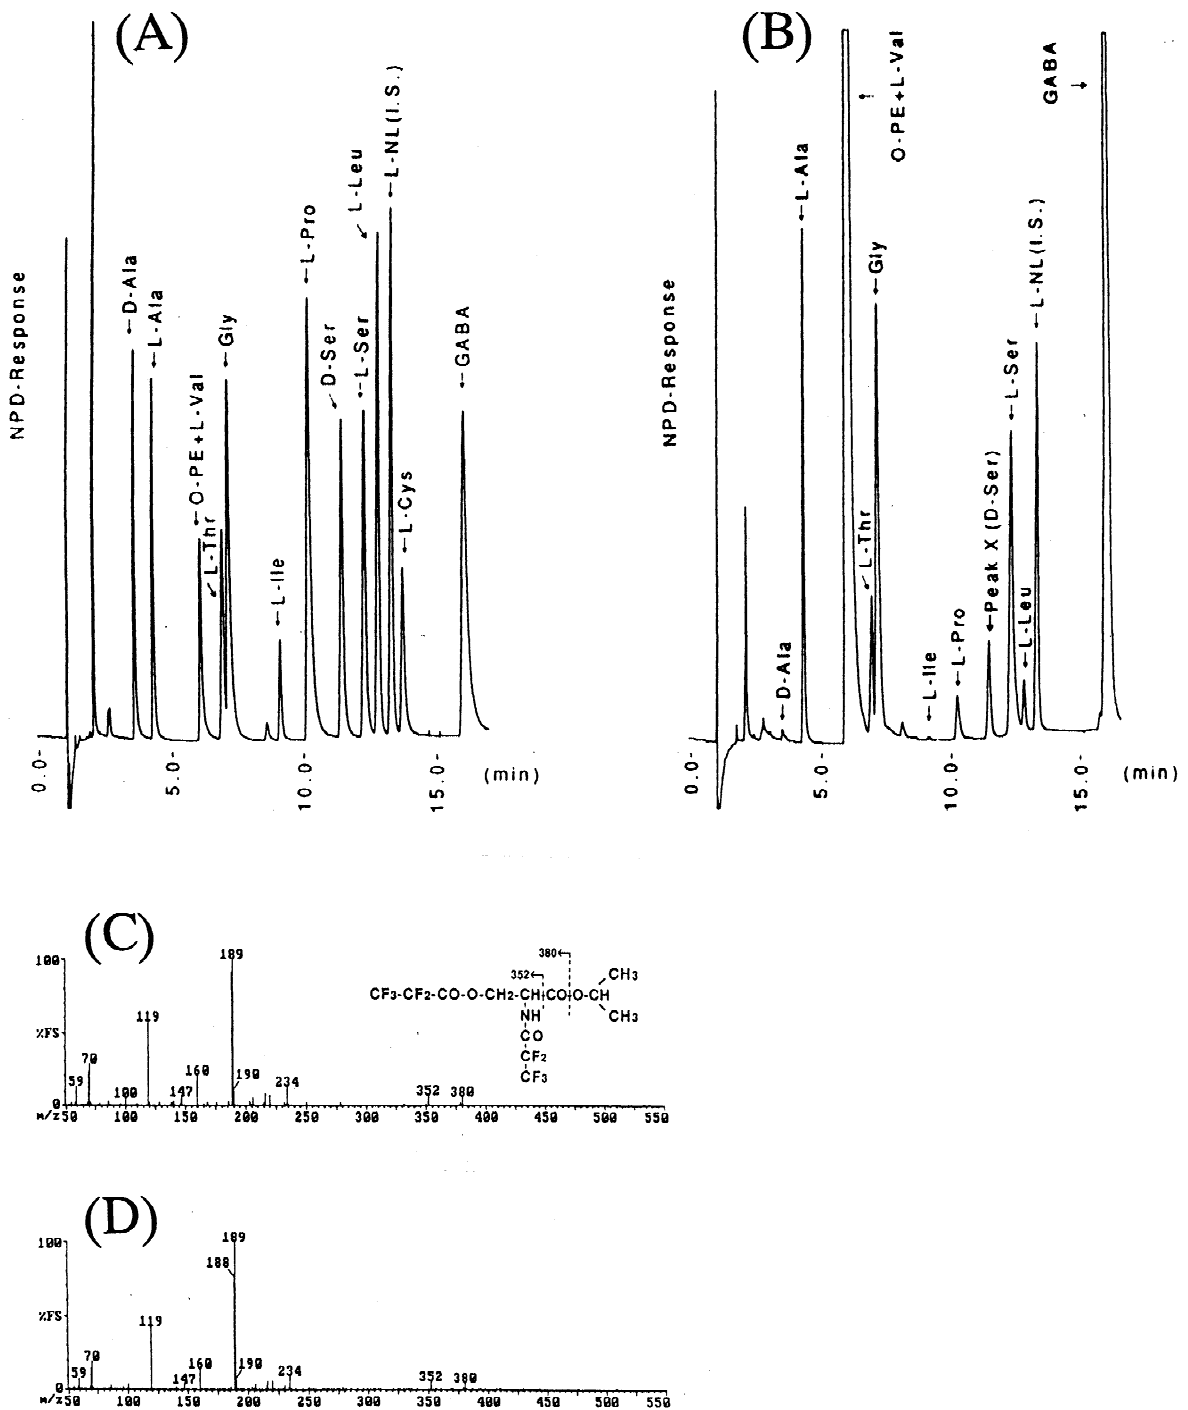 (A)
NPD-Response
D-Ala
L-Ala
O-PE+L-Val
L-Thr
Gly
L-Ile
L-Pro
D-Ser
L-Ser
L-Leu
L-NL(I.S.)
L-Cys
GABA
0.0-
5.0-
10.0-
15.0-
(min)
(B)
NPD-Response
D-Ala
L-Ala
O-PE+L-Val
L-Thr
Gly
L-Ile
L-Pro
Peak X (D-Ser)
L-Ser
L-Leu
L-NL(I.S.)
GABA
0.0-
5.0-
10.0-
15.0-
(min)
(C)
100
%FS
0
59
70
100
119
147
160
189
190
234
352
380
M/Z50 100 150 200 250 300 350 400 450 500 550
380
352
CH3
CF3-CF2-CO-O-CH2-CH-CO-O-CH
NH
CH3
CO
CF2
CF3
(D)
100
%FS
0
59
70
119
147
160
188
189
190
234
352
380
M/Z50 100 150 200 250 300 350 400 450 500 550